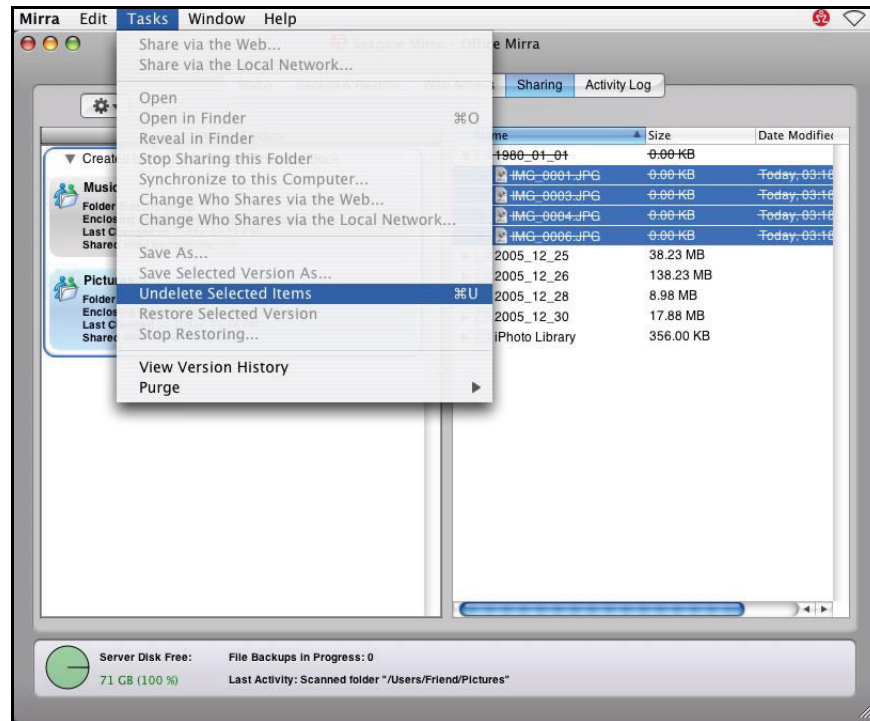 Mirra Edit Tasks Window Help
e Mirra
Sharing Activity Log
Share via the Web...
Share via the Local Network...
Open
Open in Finder ⌘O
Reveal in Finder
Stop Sharing this Folder
Synchronize to this Computer...
Change Who Shares via the Web...
Change Who Shares via the Local Network...
Save As...
Save Selected Version As...
Undelete Selected Items ⌘U
Restore Selected Version
Stop Restoring...
View Version History
Purge
Create
Music
Folder
Enclos
Last C
Shared
Pictu
Folder
Enclos
Last C
Shared
me Size Date Modified
1980_01_01 0.00 KB
IMG_0001.JPG 0.00 KB Today, 03:18
IMG_0003.JPG 0.00 KB Today, 03:18
IMG_0004.JPG 0.00 KB Today, 03:18
IMG_0006.JPG 0.00 KB Today, 03:18
2005_12_25 38.23 MB
2005_12_26 138.23 MB
2005_12_28 8.98 MB
2005_12_30 17.88 MB
iPhoto Library 356.00 KB
Server Disk Free: File Backups in Progress: 0
71 GB (100 %) Last Activity: Scanned folder "/Users/Friend/Pictures"